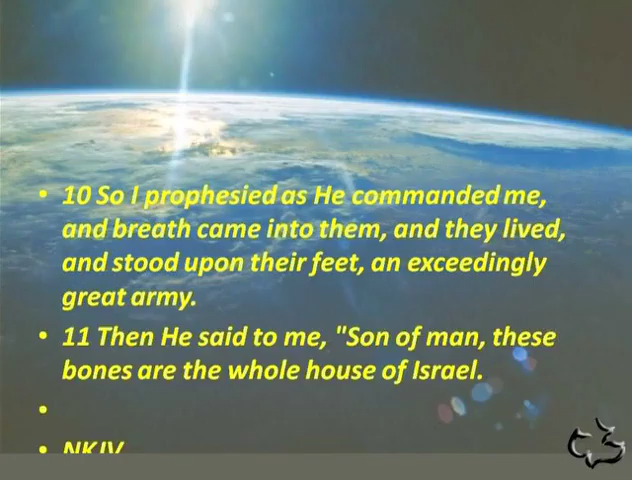 • 10 So I prophesied as He commanded me,
and breath came into them, and they lived,
and stood upon their feet, an exceedingly
great army.
• 11 Then He said to me, "Son of man, these
bones are the whole house of Israel.
•
• NKJV